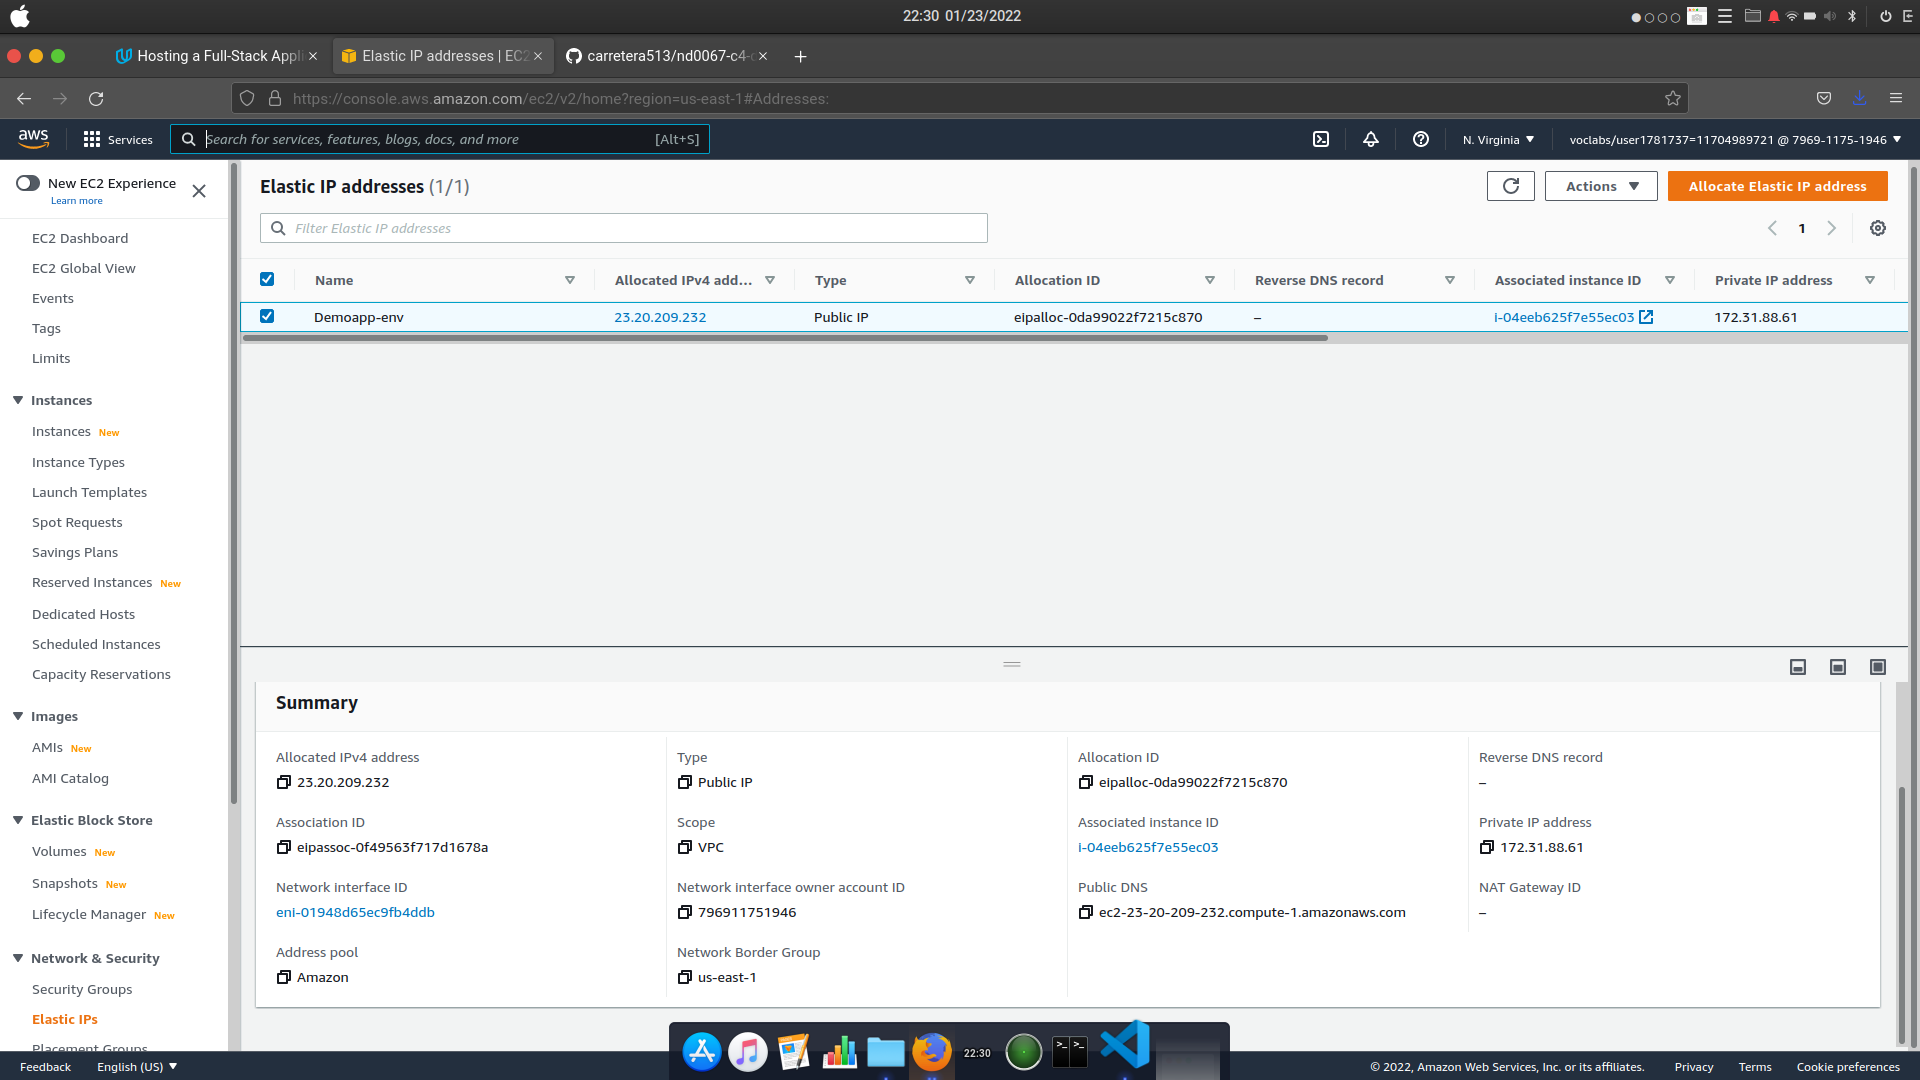 22:30 01/23/2022
Hosting a Full-Stack Appli
Elastic IP addresses | EC2
carretera513/nd0067-c4-c
https://console.aws.amazon.com/ec2/v2/home?region=us-east-1#Addresses:
aws
Services
Search for services, features, blogs, docs, and more
[Alt+S]
N. Virginia
voclabs/user1781737=11704989721 @ 7969-1175-1946
New EC2 Experience
Learn more
EC2 Dashboard
EC2 Global View
Events
Tags
Limits
Instances
Instances New
Instance Types
Launch Templates
Spot Requests
Savings Plans
Reserved Instances New
Dedicated Hosts
Scheduled Instances
Capacity Reservations
Images
AMIs New
AMI Catalog
Elastic Block Store
Volumes New
Snapshots New
Lifecycle Manager New
Network & Security
Security Groups
Elastic IPs
Placement Groups
Elastic IP addresses (1/1)
Actions
Allocate Elastic IP address
Filter Elastic IP addresses
1
Name
Allocated IPv4 add...
Type
Allocation ID
Reverse DNS record
Associated instance ID
Private IP address
Demoapp-env
23.20.209.232
Public IP
eipalloc-0da99022f7215c870
–
i-04eeb625f7e55ec03
172.31.88.61
Summary
Allocated IPv4 address
23.20.209.232
Type
Public IP
Allocation ID
eipalloc-0da99022f7215c870
Reverse DNS record
–
Association ID
eipassoc-0f49563f717d1678a
Scope
VPC
Associated instance ID
i-04eeb625f7e55ec03
Private IP address
172.31.88.61
Network interface ID
eni-01948d65ec9fb4ddb
Network interface owner account ID
796911751946
Public DNS
ec2-23-20-209-232.compute-1.amazonaws.com
NAT Gateway ID
–
Address pool
Amazon
Network Border Group
us-east-1
22:30
Feedback
English (US)
© 2022, Amazon Web Services, Inc. or its affiliates.
Privacy
Terms
Cookie preferences